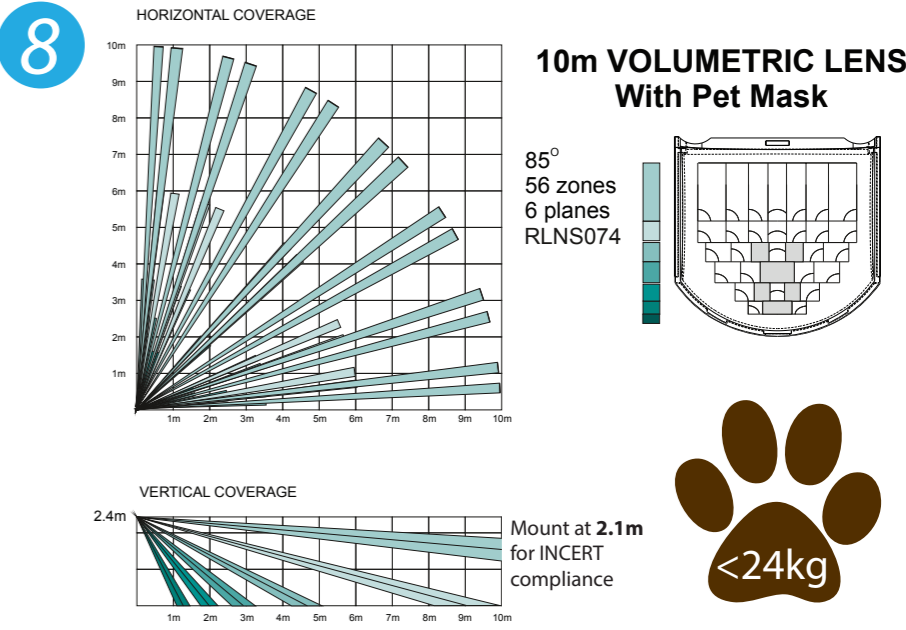 8
HORIZONTAL COVERAGE
10m
9m
8m
7m
6m
5m
4m
3m
2m
1m
1m 2m 3m 4m 5m 6m 7m 8m 9m 10m
10m VOLUMETRIC LENS
With Pet Mask
85°
56 zones
6 planes
RLNS074
VERTICAL COVERAGE
2.4m
1m 2m 3m 4m 5m 6m 7m 8m 9m 10m
Mount at 2.1m
for INCERT
compliance
<24kg